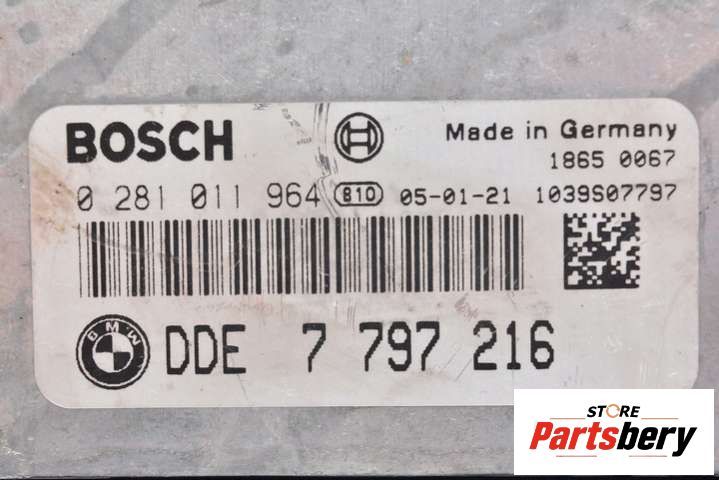 BOSCH
Made in Germany
1865 0067
0 281 011 964 B10 05-01-21 1039S07797
BMW DDE 7 797 216
STORE
Partsbery